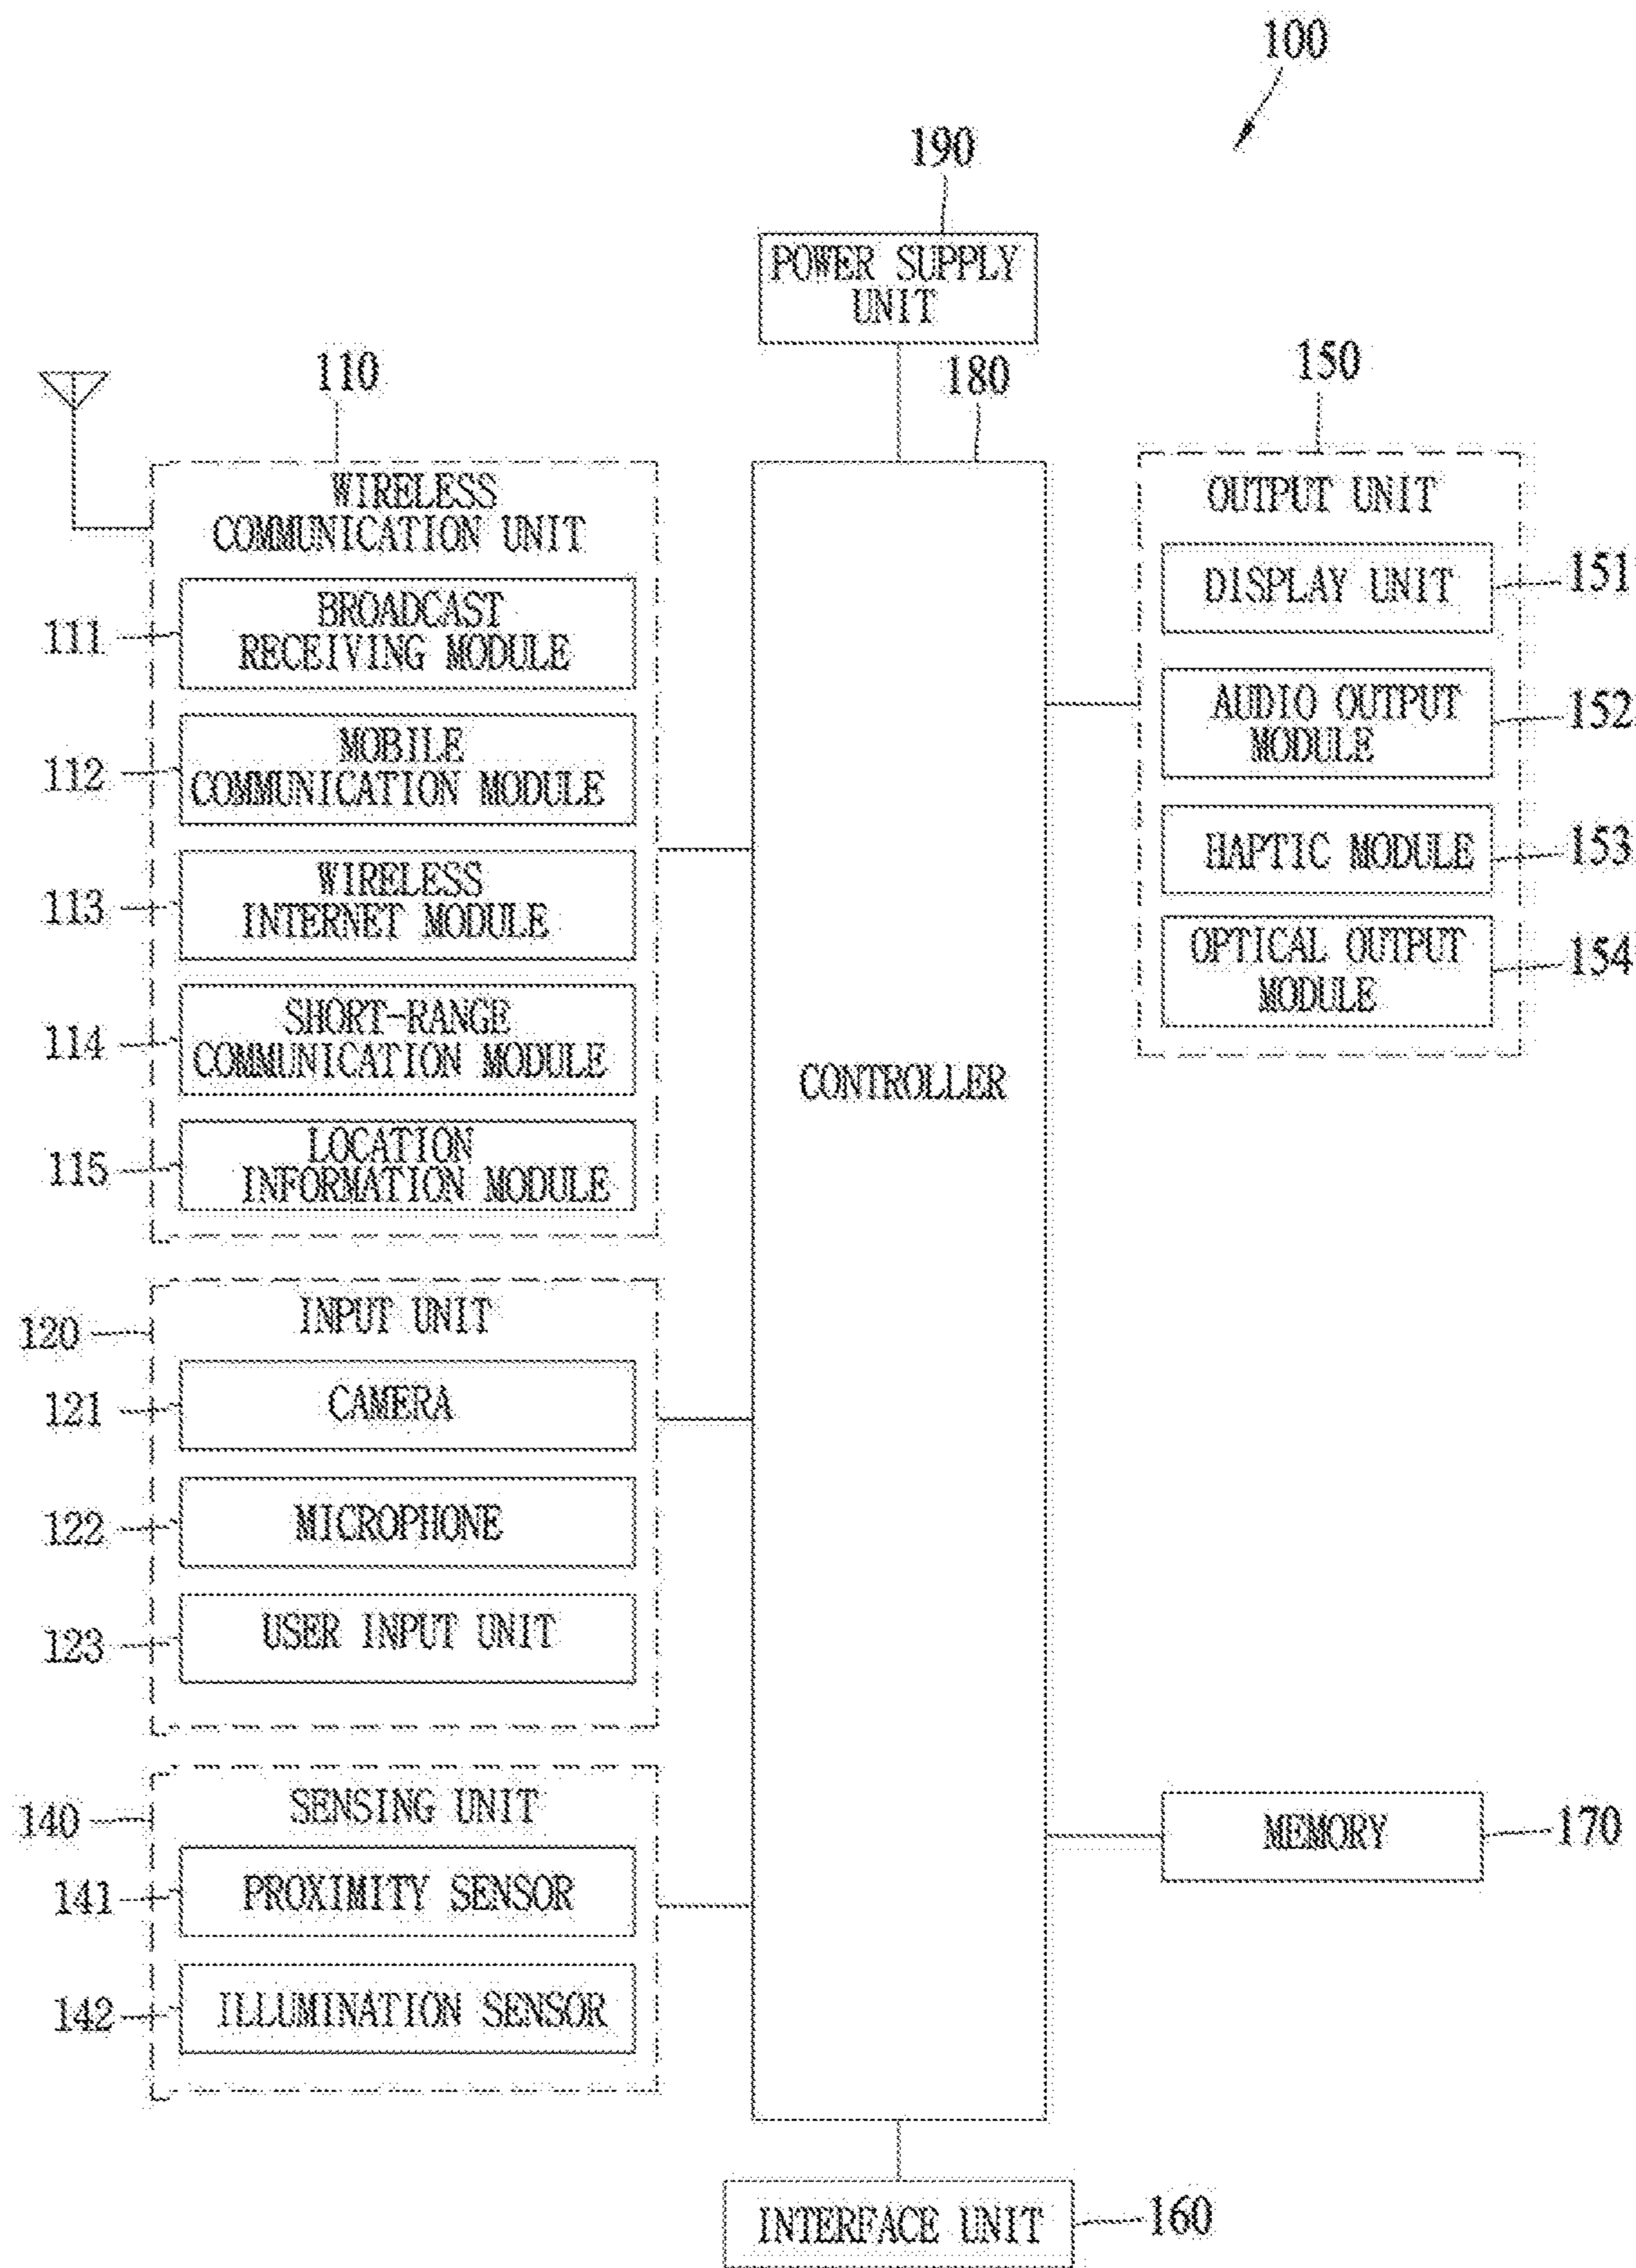 100
190
POWER SUPPLY
UNIT
110
180
150
WIRELESS
COMMUNICATION UNIT
111
BROADCAST
RECEIVING MODULE
112
MOBILE
COMMUNICATION MODULE
113
WIRELESS
INTERNET MODULE
114
SHORT-RANGE
COMMUNICATION MODULE
115
LOCATION
INFORMATION MODULE
120
INPUT UNIT
121
CAMERA
122
MICROPHONE
123
USER INPUT UNIT
140
SENSING UNIT
141
PROXIMITY SENSOR
142
ILLUMINATION SENSOR
CONTROLLER
OUTPUT UNIT
DISPLAY UNIT
151
AUDIO OUTPUT
MODULE
152
HAPTIC MODULE
153
OPTICAL OUTPUT
MODULE
154
MEMORY
170
INTERFACE UNIT
160